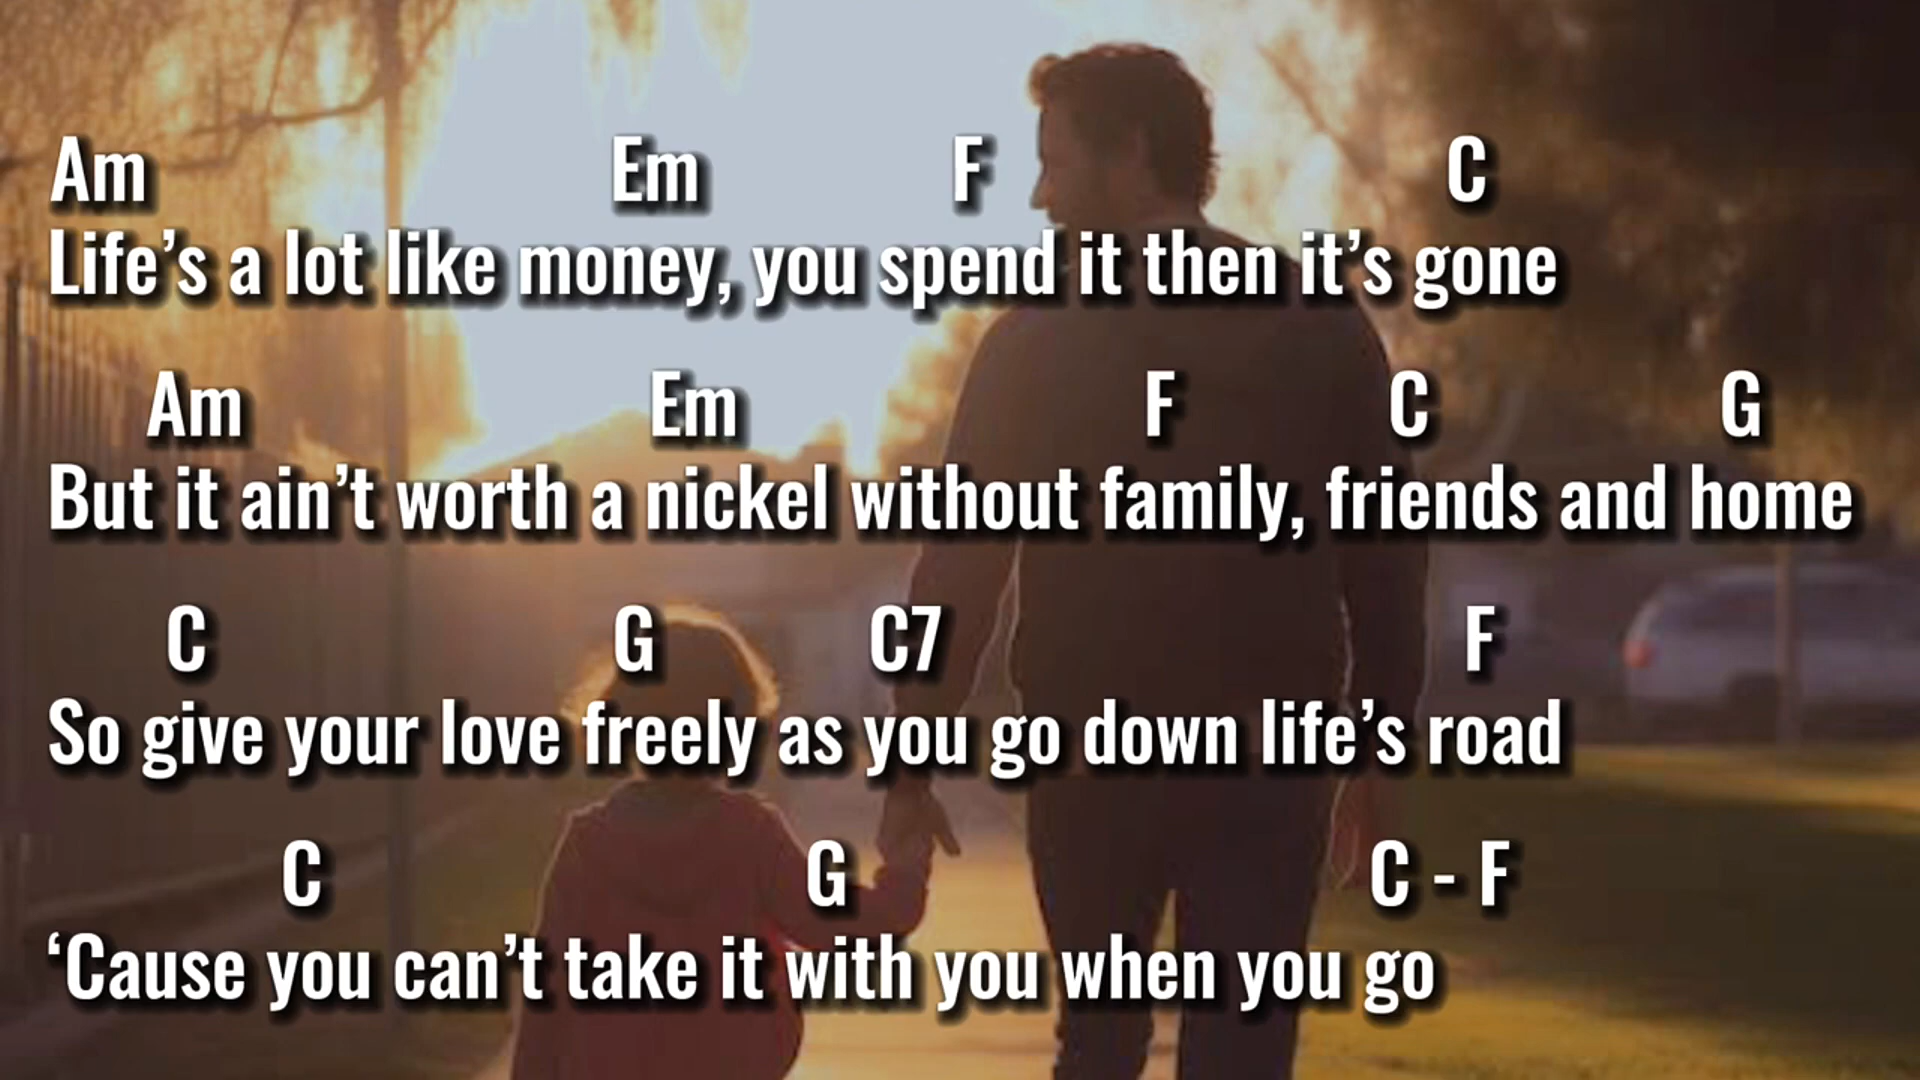 Am Em F C
Life’s a lot like money, you spend it then it’s gone
Am Em F C G
But it ain’t worth a nickel without family, friends and home
C G C7 F
So give your love freely as you go down life’s road
C G C - F
‘Cause you can’t take it with you when you go